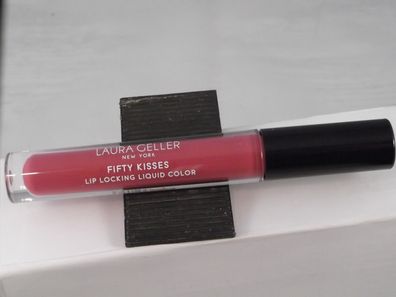 LAURA GELLER
NEW YORK
FIFTY KISSES
LIP LOCKING LIQUID COLOR